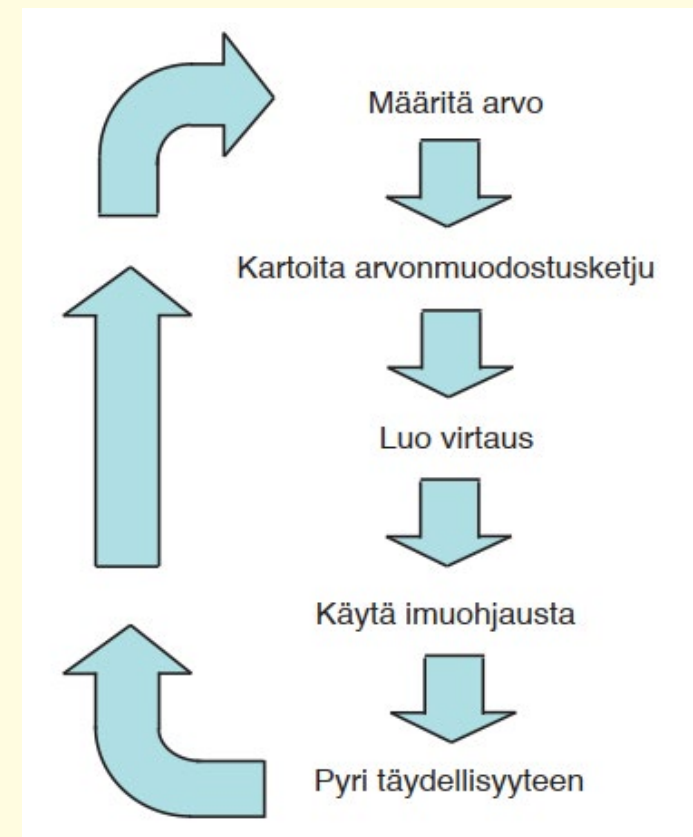 Määritä arvo
Kartoita arvonmuodostusketju
Luo virtaus
Käytä imuohjausta
Pyri täydellisyyteen